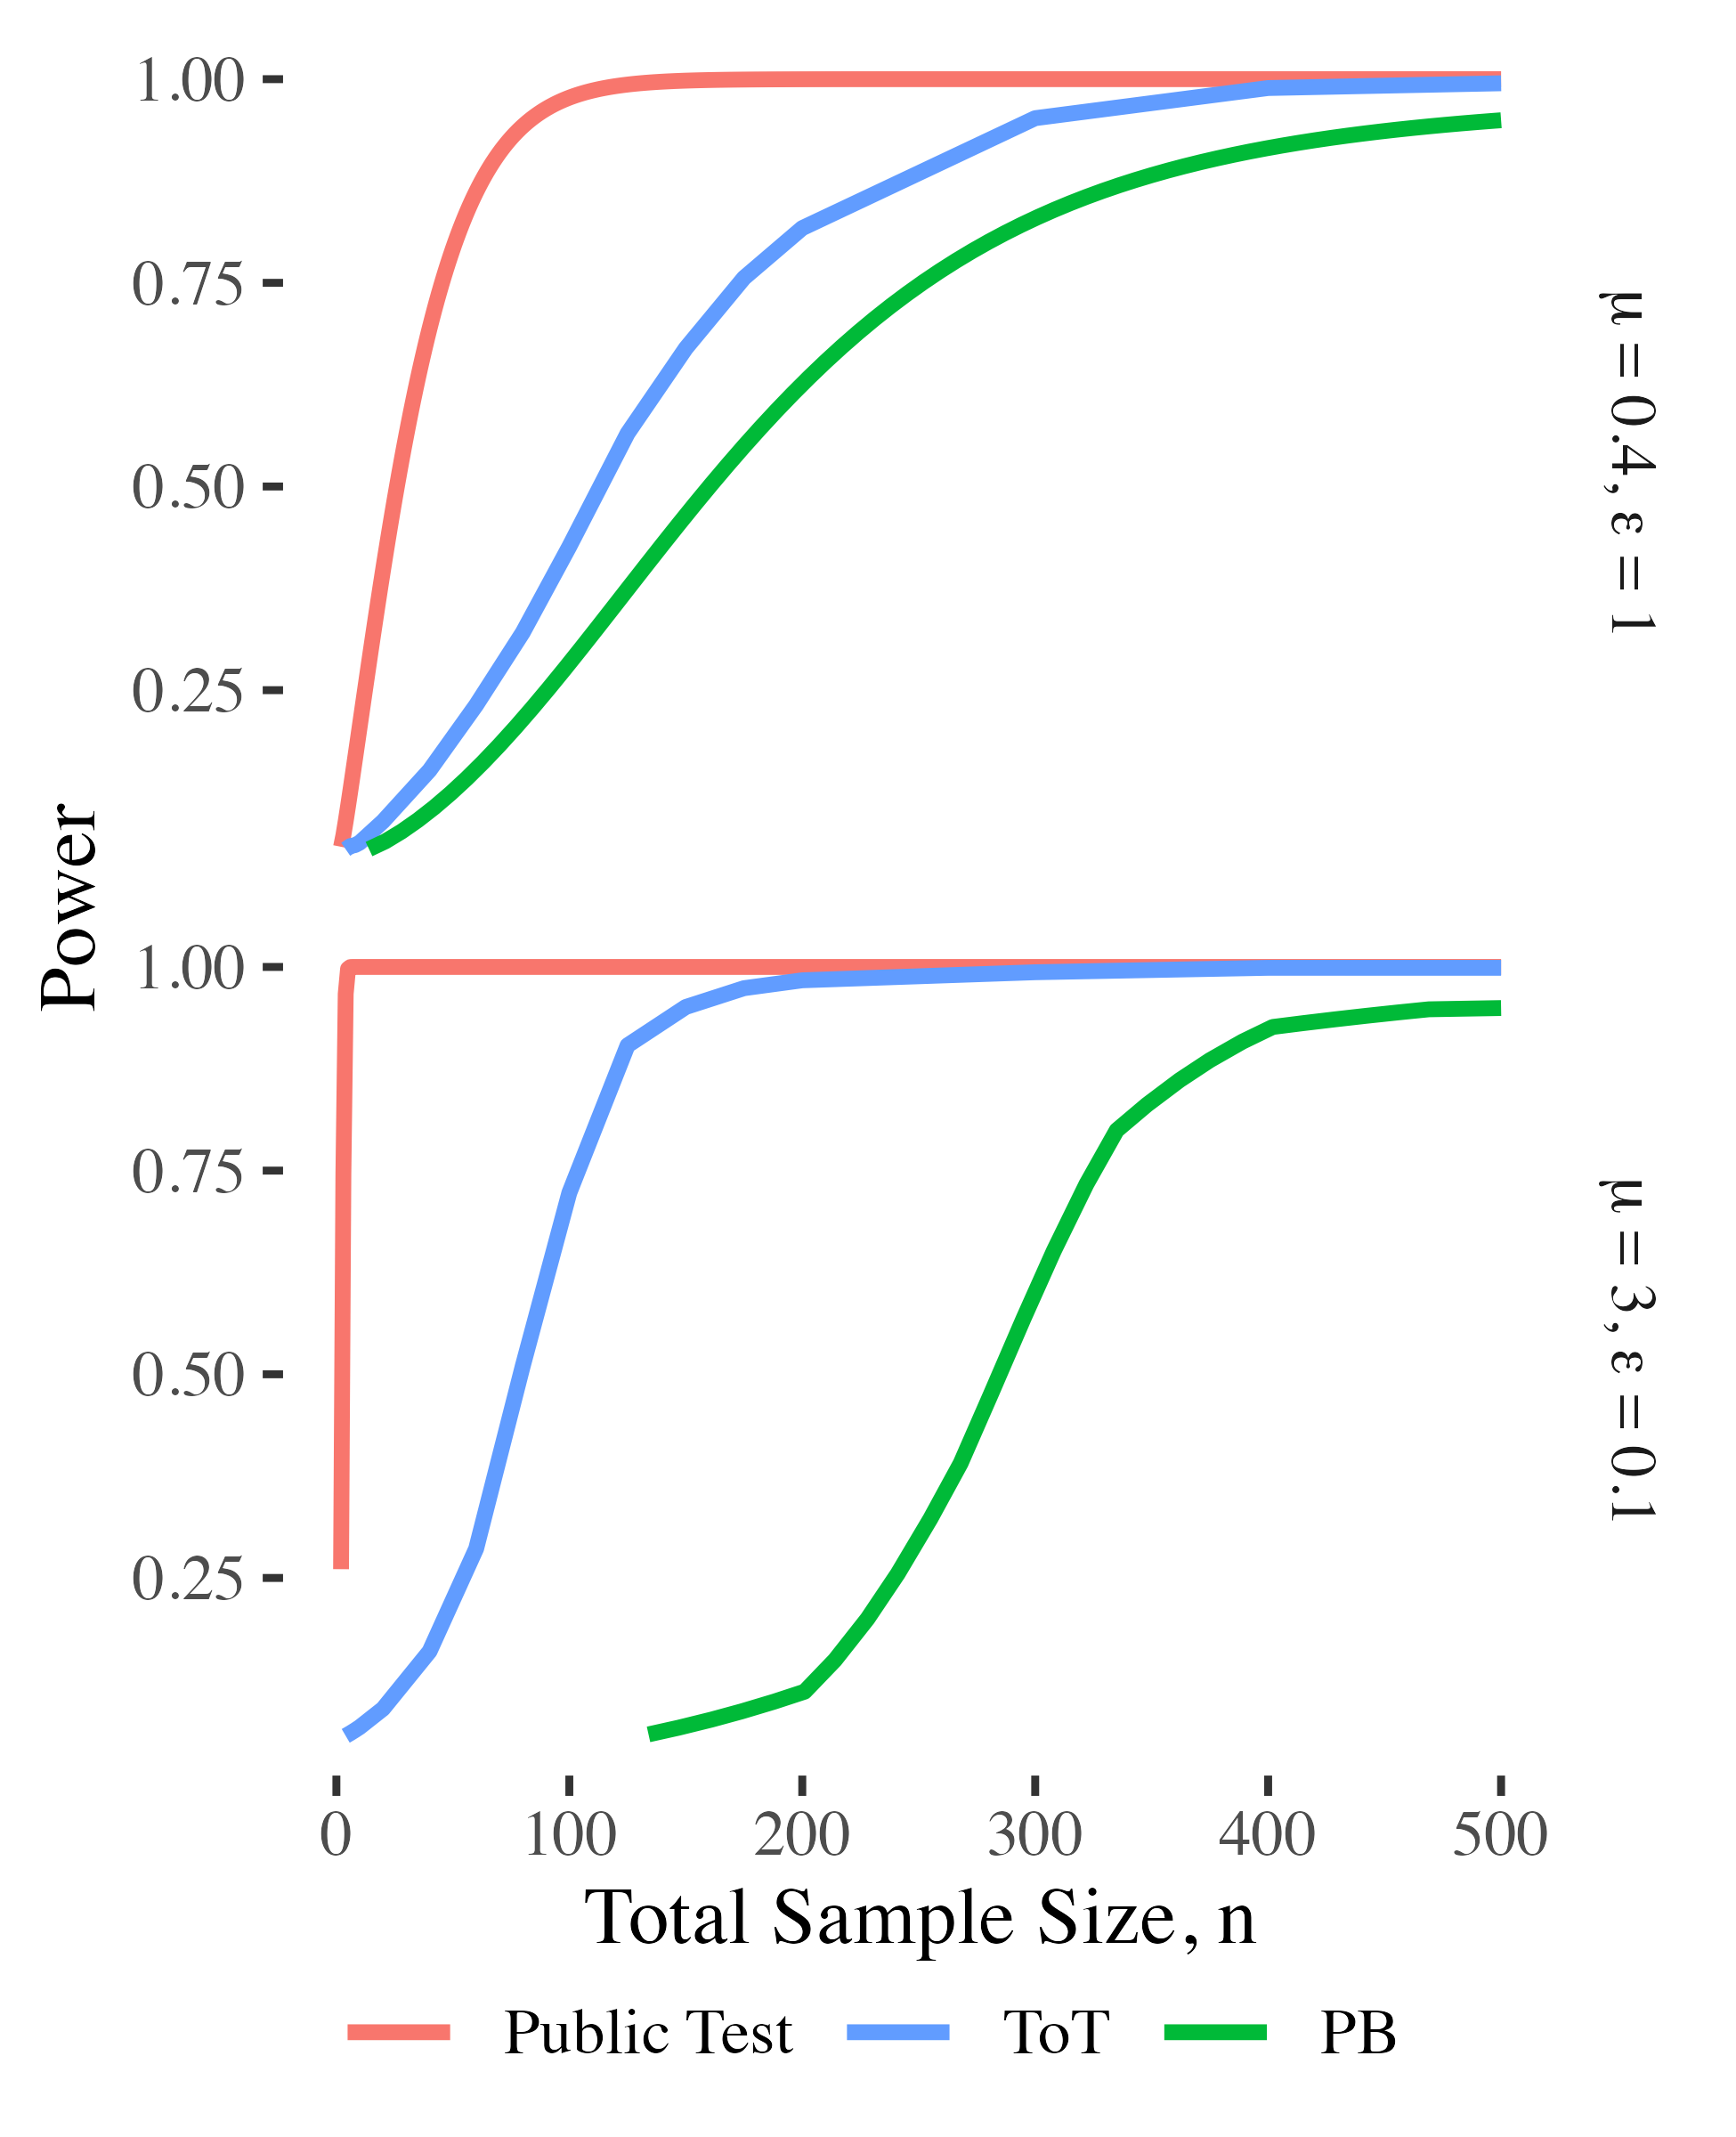 Power
1.00
0.75
0.50
0.25
μ = 0.4, ε = 1
1.00
0.75
0.50
0.25
μ = 3, ε = 0.1
0 100 200 300 400 500
Total Sample Size, n
Public Test ToT PB